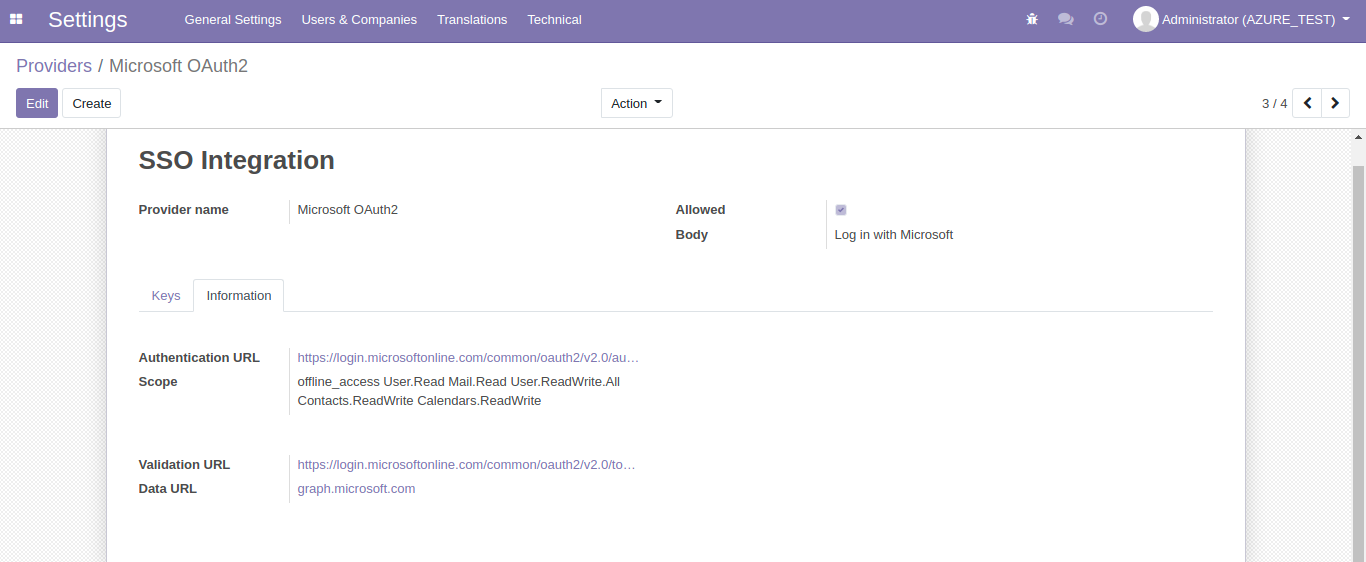 Settings General Settings Users & Companies Translations Technical Administrator (AZURE_TEST)
Providers / Microsoft OAuth2
Edit Create Action 3 / 4
SSO Integration
Provider name Microsoft OAuth2 Allowed
Body Log in with Microsoft
Keys Information
Authentication URL https://login.microsoftonline.com/common/oauth2/v2.0/au…
Scope offline_access User.Read Mail.Read User.ReadWrite.All
Contacts.ReadWrite Calendars.ReadWrite
Validation URL https://login.microsoftonline.com/common/oauth2/v2.0/to…
Data URL graph.microsoft.com